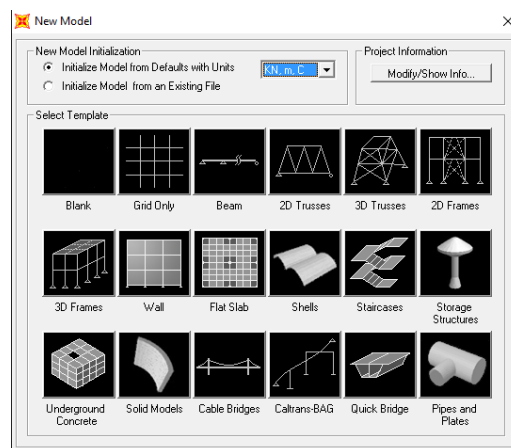 New Model
New Model Initialization
Project Information
Initialize Model from Defaults with Units
KN, m, C
Modify/Show Info...
Initialize Model from an Existing File
Select Template
Blank
Grid Only
Beam
2D Trusses
3D Trusses
2D Frames
3D Frames
Wall
Flat Slab
Shells
Staircases
Storage
Structures
Underground
Concrete
Solid Models
Cable Bridges
Caltrans-BAG
Quick Bridge
Pipes and
Plates